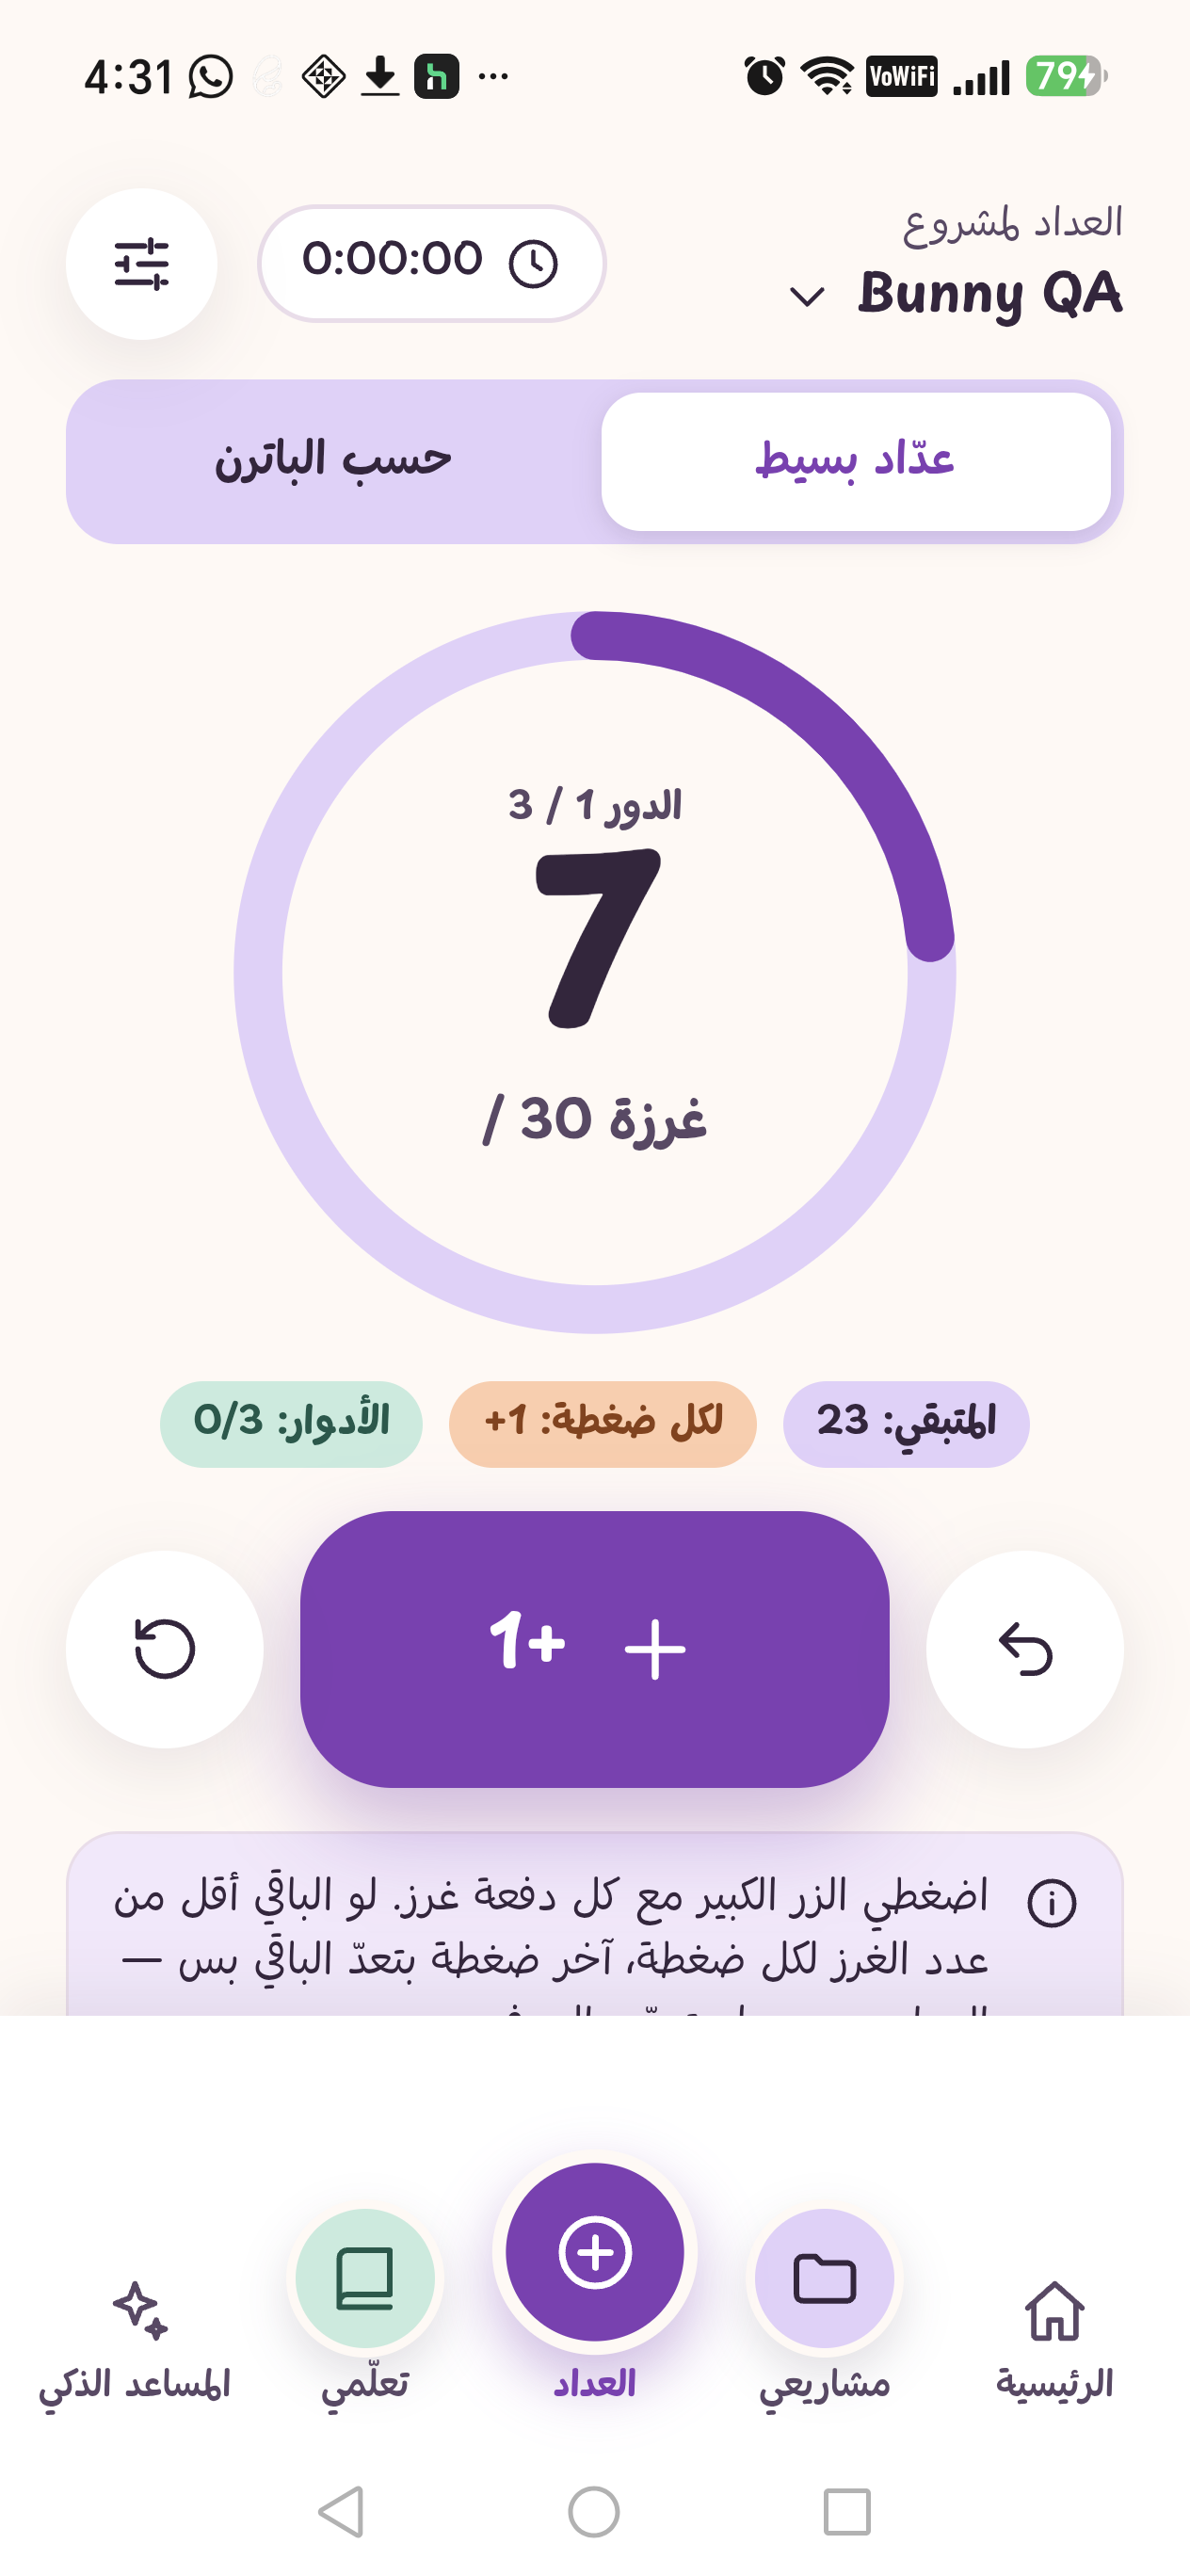 4:31 ... VoWiFi 79
العداد لمشروع
Bunny QA
0:00:00
عدّاد بسيط
حسب الباترن
الدور 1 / 3
7
/ 30 غرزة
المتبقي: 23
لكل ضغطة: 1+
الأدوار: 0/3
+1
اضغطي الزر الكبير مع كل دفعة غرز. لو الباقي أقل من
عدد الغرز لكل ضغطة، آخر ضغطة بتعدّ الباقي بس —
الرئيسية
مشاريعي
العداد
تعلّمي
المساعد الذكي